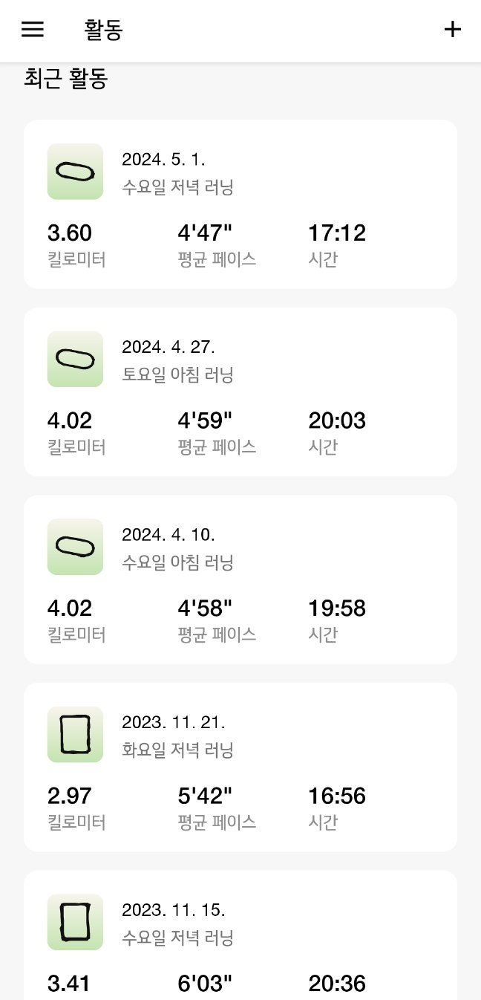 활동
최근 활동
2024. 5. 1.
수요일 저녁 러닝
3.60 4'47" 17:12
킬로미터 평균 페이스 시간
2024. 4. 27.
토요일 아침 러닝
4.02 4'59" 20:03
킬로미터 평균 페이스 시간
2024. 4. 10.
수요일 아침 러닝
4.02 4'58" 19:58
킬로미터 평균 페이스 시간
2023. 11. 21.
화요일 저녁 러닝
2.97 5'42" 16:56
킬로미터 평균 페이스 시간
2023. 11. 15.
수요일 저녁 러닝
3.41 6'03" 20:36